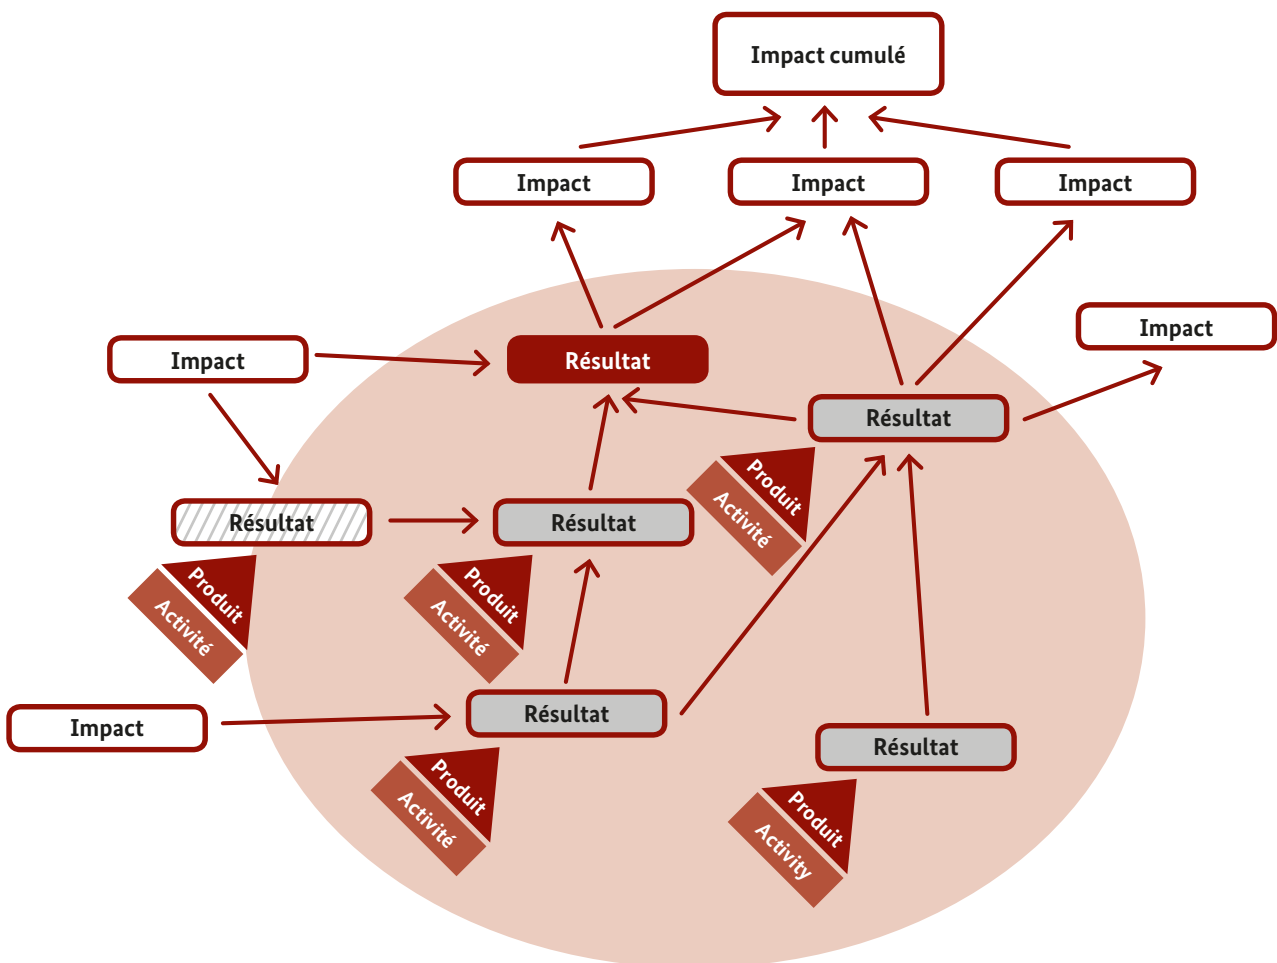 Impact cumulé
Impact
Impact
Impact
Impact
Impact
Résultat
Résultat
Produit
Activité
Résultat
Produit
Activité
Résultat
Produit
Activité
Impact
Résultat
Produit
Activité
Résultat
Produit
Activity